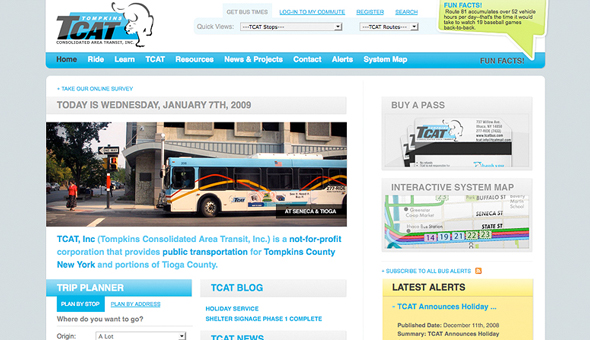 TOMPKINS
TCAT
CONSOLIDATED AREA TRANSIT, INC.
GET BUS TIMES
LOG-IN TO MY COMMUTE
REGISTER
SEARCH
Quick Views:
---TCAT Stops---
---TCAT Routes---
FUN FACTS!
Route 81 accumulates over 52 vehicle
hours per day--that's the time it would
take to watch 19 baseball games
back-to-back.
Home
Ride
Learn
TCAT
Resources
News & Projects
Contact
Alerts
System Map
FUN FACTS!
TAKE OUR ONLINE SURVEY
TODAY IS WEDNESDAY, JANUARY 7TH, 2009
TCAT
AT SENECA & TIOGA
TCAT, Inc (Tompkins Consolidated Area Transit, Inc.) is a not-for-profit
corporation that provides public transportation for Tompkins County
New York and portions of Tioga County.
TRIP PLANNER
PLAN BY STOP
PLAN BY ADDRESS
Where do you want to go?
Origin:
A Lot
TCAT BLOG
HOLIDAY SERVICE
SHELTER SIGNAGE PHASE 1 COMPLETE
TCAT NEWS
BUY A PASS
TCAT
INTERACTIVE SYSTEM MAP
BUFFALO ST
SENECA ST
STATE ST
14 19 21 22 23
SUBSCRIBE TO ALL BUS ALERTS
LATEST ALERTS
- TCAT Announces Holiday ...
Published Date: December 11th, 2008
Summary: TCAT Announces Holiday